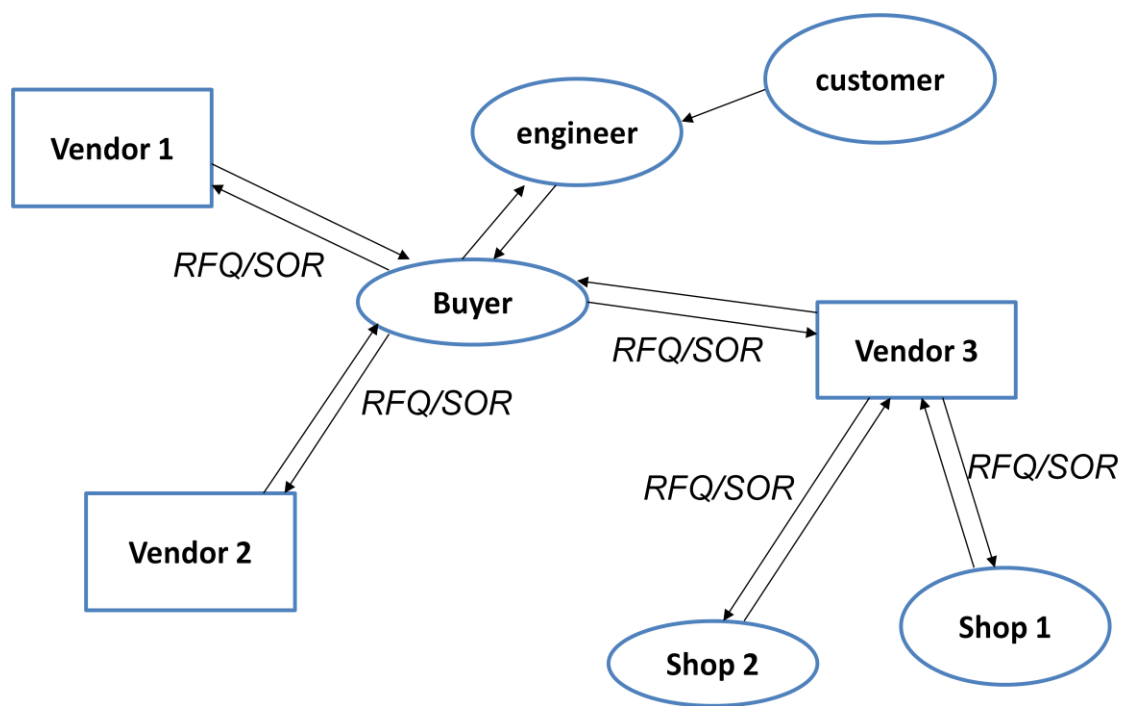 customer
engineer
Vendor 1
RFQ/SOR
Buyer
RFQ/SOR
Vendor 3
RFQ/SOR
RFQ/SOR
RFQ/SOR
Vendor 2
Shop 1
Shop 2